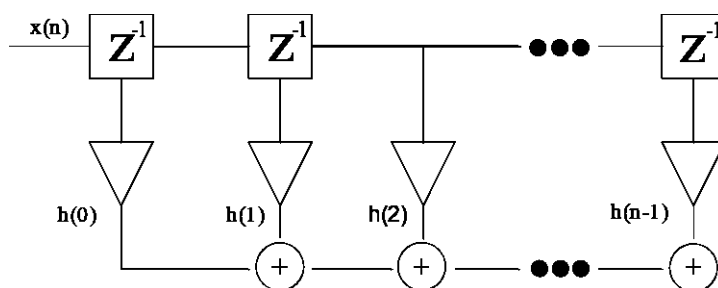 x(n)
Z-1
Z-1
Z-1
h(0)
h(1)
h(2)
h(n-1)
+
+
+